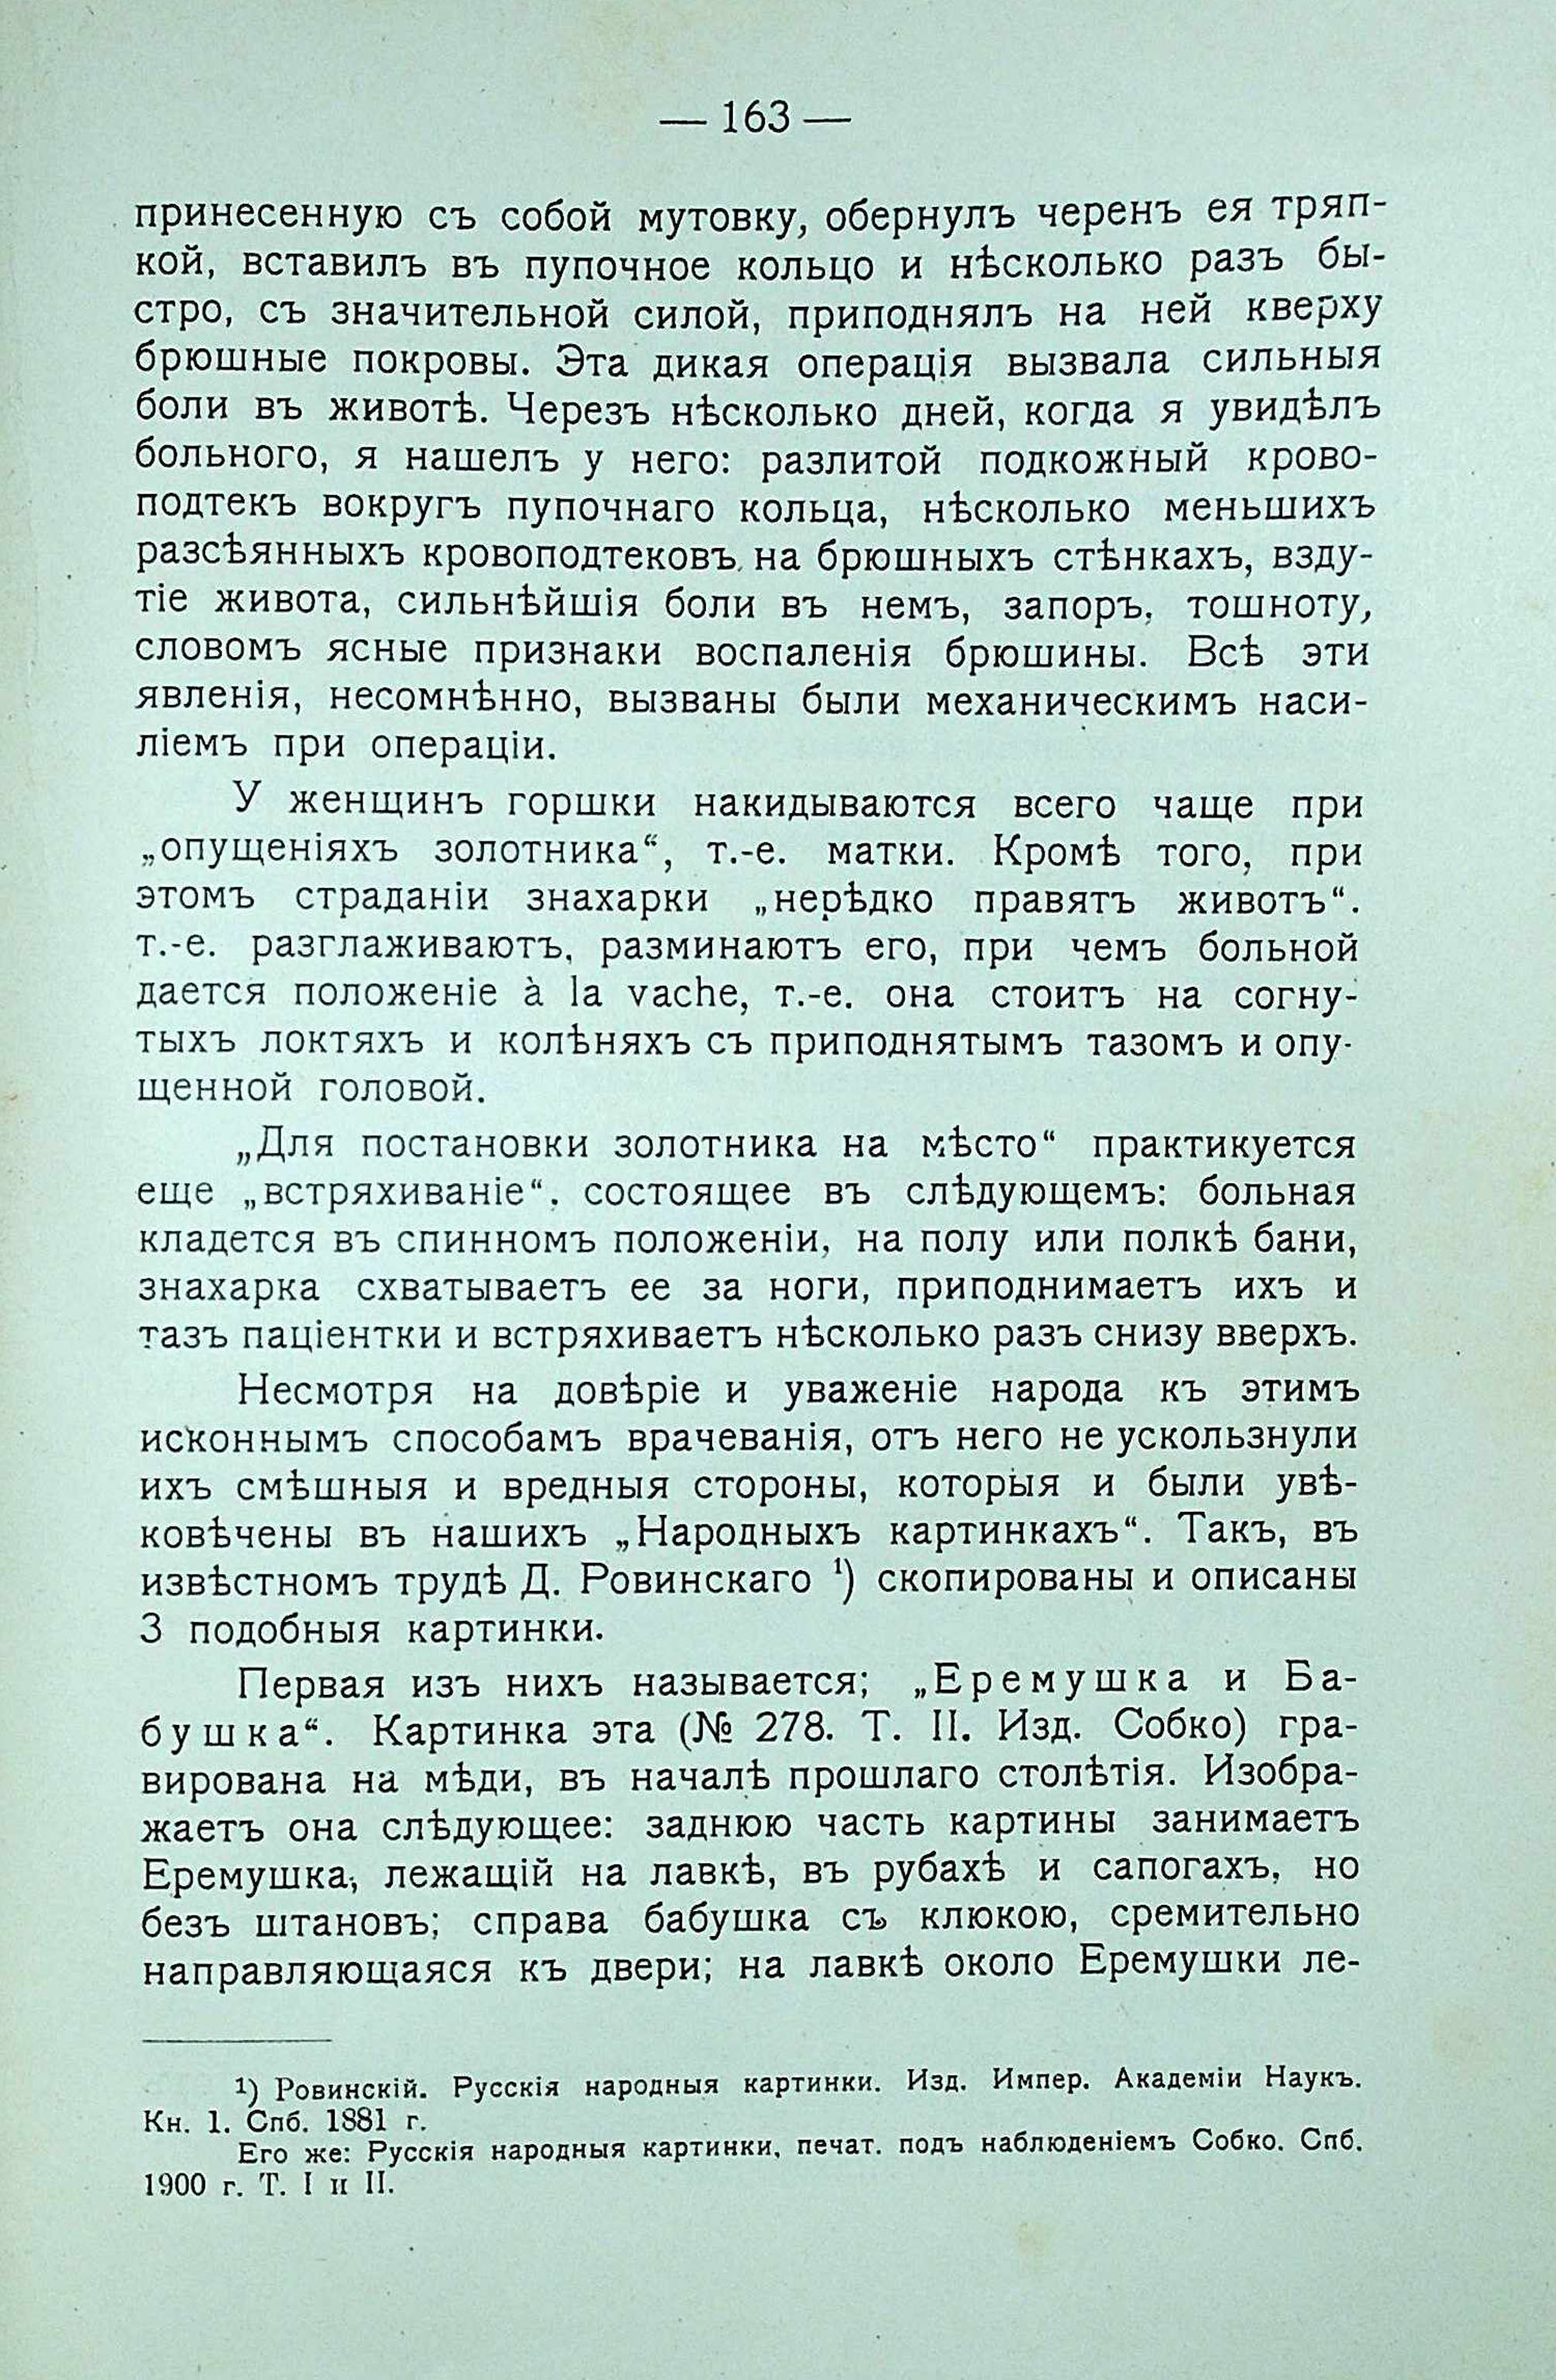 — 163 —
принесенную съ собой мутовку, обернулъ черенъ ея тряп-
кой, вставилъ въ пупочное кольцо и нѣсколько разъ бы-
стро, съ значительной силой, приподнялъ на ней кверху
брюшные покровы. Эта дикая операція вызвала сильныя
боли въ животѣ. Черезъ нѣсколько дней, когда я увидѣлъ
больного, я нашелъ у него: разлитой подкожный крово-
подтекъ вокругъ пупочнаго кольца, нѣсколько меньшихъ
разсѣянныхъ кровоподтековъ, на брюшныхъ стѣнкахъ, взду-
тіе живота, сильнѣйшія боли въ немъ, запоръ, тошноту,
словомъ ясные признаки воспаленія брюшины. Всѣ эти
явленія, несомнѣнно, вызваны были механическимъ наси-
ліемъ при операціи.
У женщинъ горшки накидываются всего чаще при
„опущеніяхъ золотника“, т.-е. матки. Кромѣ того, при
этомъ страданіи знахарки „нерѣдко правятъ животъ“.
т.-е. разглаживаютъ, разминаютъ его, при чемъ больной
дается положеніе à la vache, т.-е. она стоитъ на согну-
тыхъ локтяхъ и колѣняхъ съ приподнятымъ тазомъ и опу-
щенной головой.
„Для постановки золотника на мѣсто“ практикуется
еще „встряхиваніе“, состоящее въ слѣдующемъ: больная
кладется въ спинномъ положеніи, на полу или полкѣ бани,
знахарка схватываетъ ее за ноги, приподнимаетъ ихъ и
тазъ паціентки и встряхиваетъ нѣсколько разъ снизу вверхъ.
Несмотря на довѣріе и уваженіе народа къ этимъ
исконнымъ способамъ врачеванія, отъ него не ускользнули
ихъ смѣшныя и вредныя стороны, которыя и были увѣ-
ковѣчены въ нашихъ „Народныхъ картинкахъ“. Такъ, въ
извѣстномъ трудѣ Д. Ровинскаго ¹) скопированы и описаны
3 подобныя картинки.
Первая изъ нихъ называется; „Еремушка и Ба-
бушка“. Картинка эта (№ 278. Т. II. Изд. Собко) гра-
вирована на мѣди, въ началѣ прошлаго столѣтія. Изобра-
жаетъ она слѣдующее: заднюю часть картины занимаетъ
Еремушка, лежащій на лавкѣ, въ рубахѣ и сапогахъ, но
безъ штановъ; справа бабушка съ клюкою, сремительно
направляющаяся къ двери; на лавкѣ около Еремушки ле-
¹) Ровинскій. Русскія народныя картинки. Изд. Импер. Академіи Наукъ.
Кн. 1. Спб. 1881 г.
Его же: Русскія народныя картинки, печат. подъ наблюденіемъ Собко. Спб.
1900 г. Т. I и II.